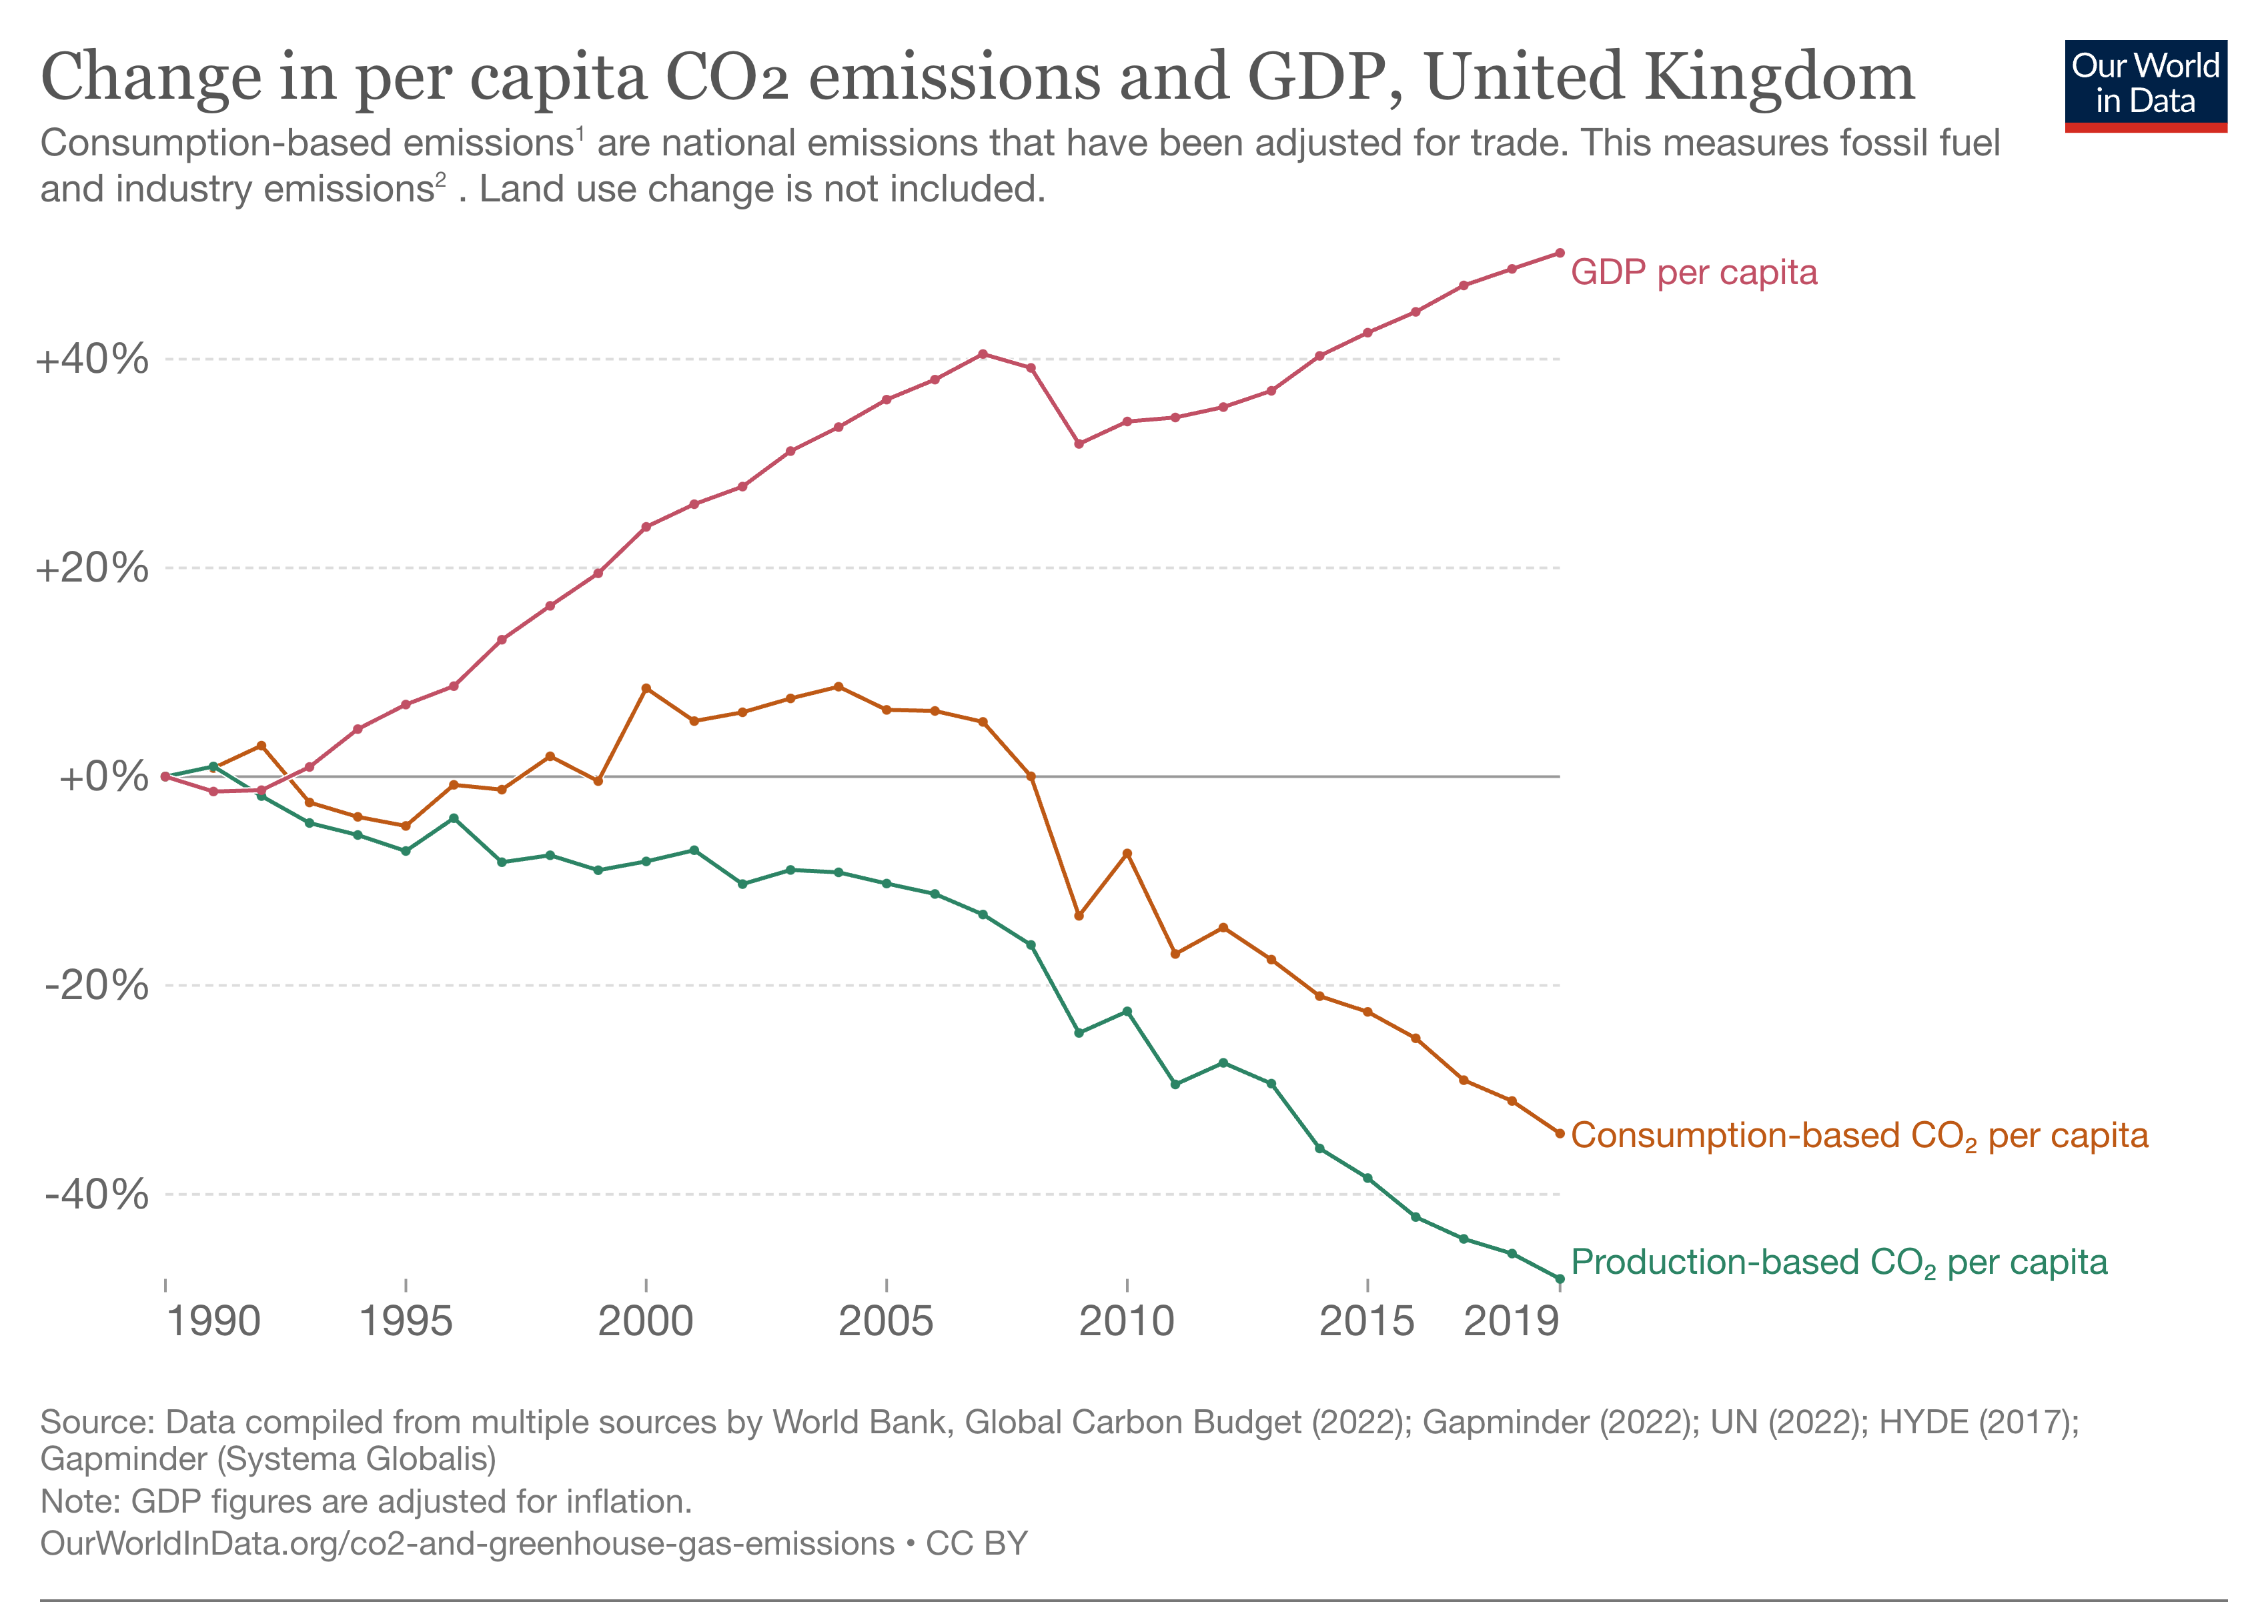 Change in per capita CO2 emissions and GDP, United Kingdom
Our World
in Data
Consumption-based emissions¹ are national emissions that have been adjusted for trade. This measures fossil fuel
and industry emissions² . Land use change is not included.
GDP per capita
+40%
+20%
+0%
-20%
Consumption-based CO₂ per capita
-40%
Production-based CO₂ per capita
1990 1995 2000 2005 2010 2015 2019
Source: Data compiled from multiple sources by World Bank, Global Carbon Budget (2022); Gapminder (2022); UN (2022); HYDE (2017);
Gapminder (Systema Globalis)
Note: GDP figures are adjusted for inflation.
OurWorldInData.org/co2-and-greenhouse-gas-emissions • CC BY